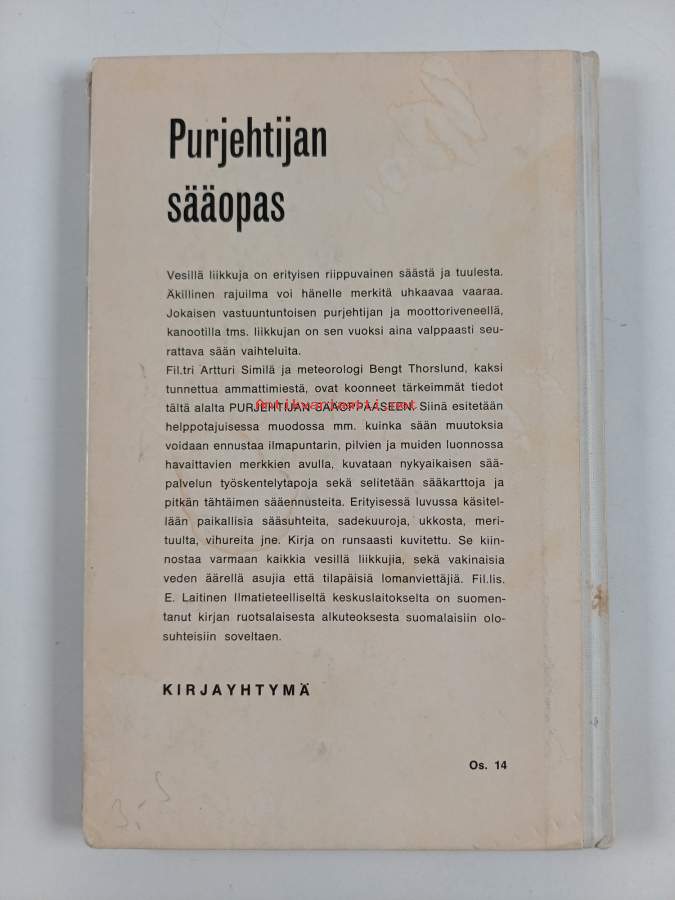 Purjehtijan
sääopas
Vesillä liikkuja on erityisen riippuvainen säästä ja tuulesta.
Äkillinen rajuilma voi hänelle merkitä uhkaavaa vaaraa.
Jokaisen vastuuntuntoisen purjehtijan ja moottoriveneellä,
kanootilla tms. liikkujan on sen vuoksi aina valppaasti seu-
rattava sään vaihteluita.
Fil.tri Artturi Similä ja meteorologi Bengt Thorslund, kaksi
tunnettua ammattimiestä, ovat koonneet tärkeimmät tiedot
tältä alalta PURJEHTIJAN SÄÄOPPAASEEN. Siinä esitetään
Antikvariaatti.net
helppotajuisessa muodossa mm. kuinka sään muutoksia
voidaan ennustaa ilmapuntarin, pilvien ja muiden luonnossa
havaittavien merkkien avulla, kuvataan nykyaikaisen sää-
palvelun työskentelytapoja sekä selitetään sääkarttoja ja
pitkän tähtäimen sääennusteita. Erityisessä luvussa käsitel-
lään paikallisia sääsuhteita, sadekuuroja, ukkosta, meri-
tuulta, vihureita jne. Kirja on runsaasti kuvitettu. Se kiin-
nostaa varmaan kaikkia vesillä liikkujia, sekä vakinaisia
veden äärellä asujia että tilapäisiä lomanviettäjiä. Fil.lis.
E. Laitinen Ilmatieteelliseltä keskuslaitokselta on suomen-
tanut kirjan ruotsalaisesta alkuteoksesta suomalaisiin olo-
suhteisiin soveltaen.
KIRJAYHTYMÄ
Os. 14